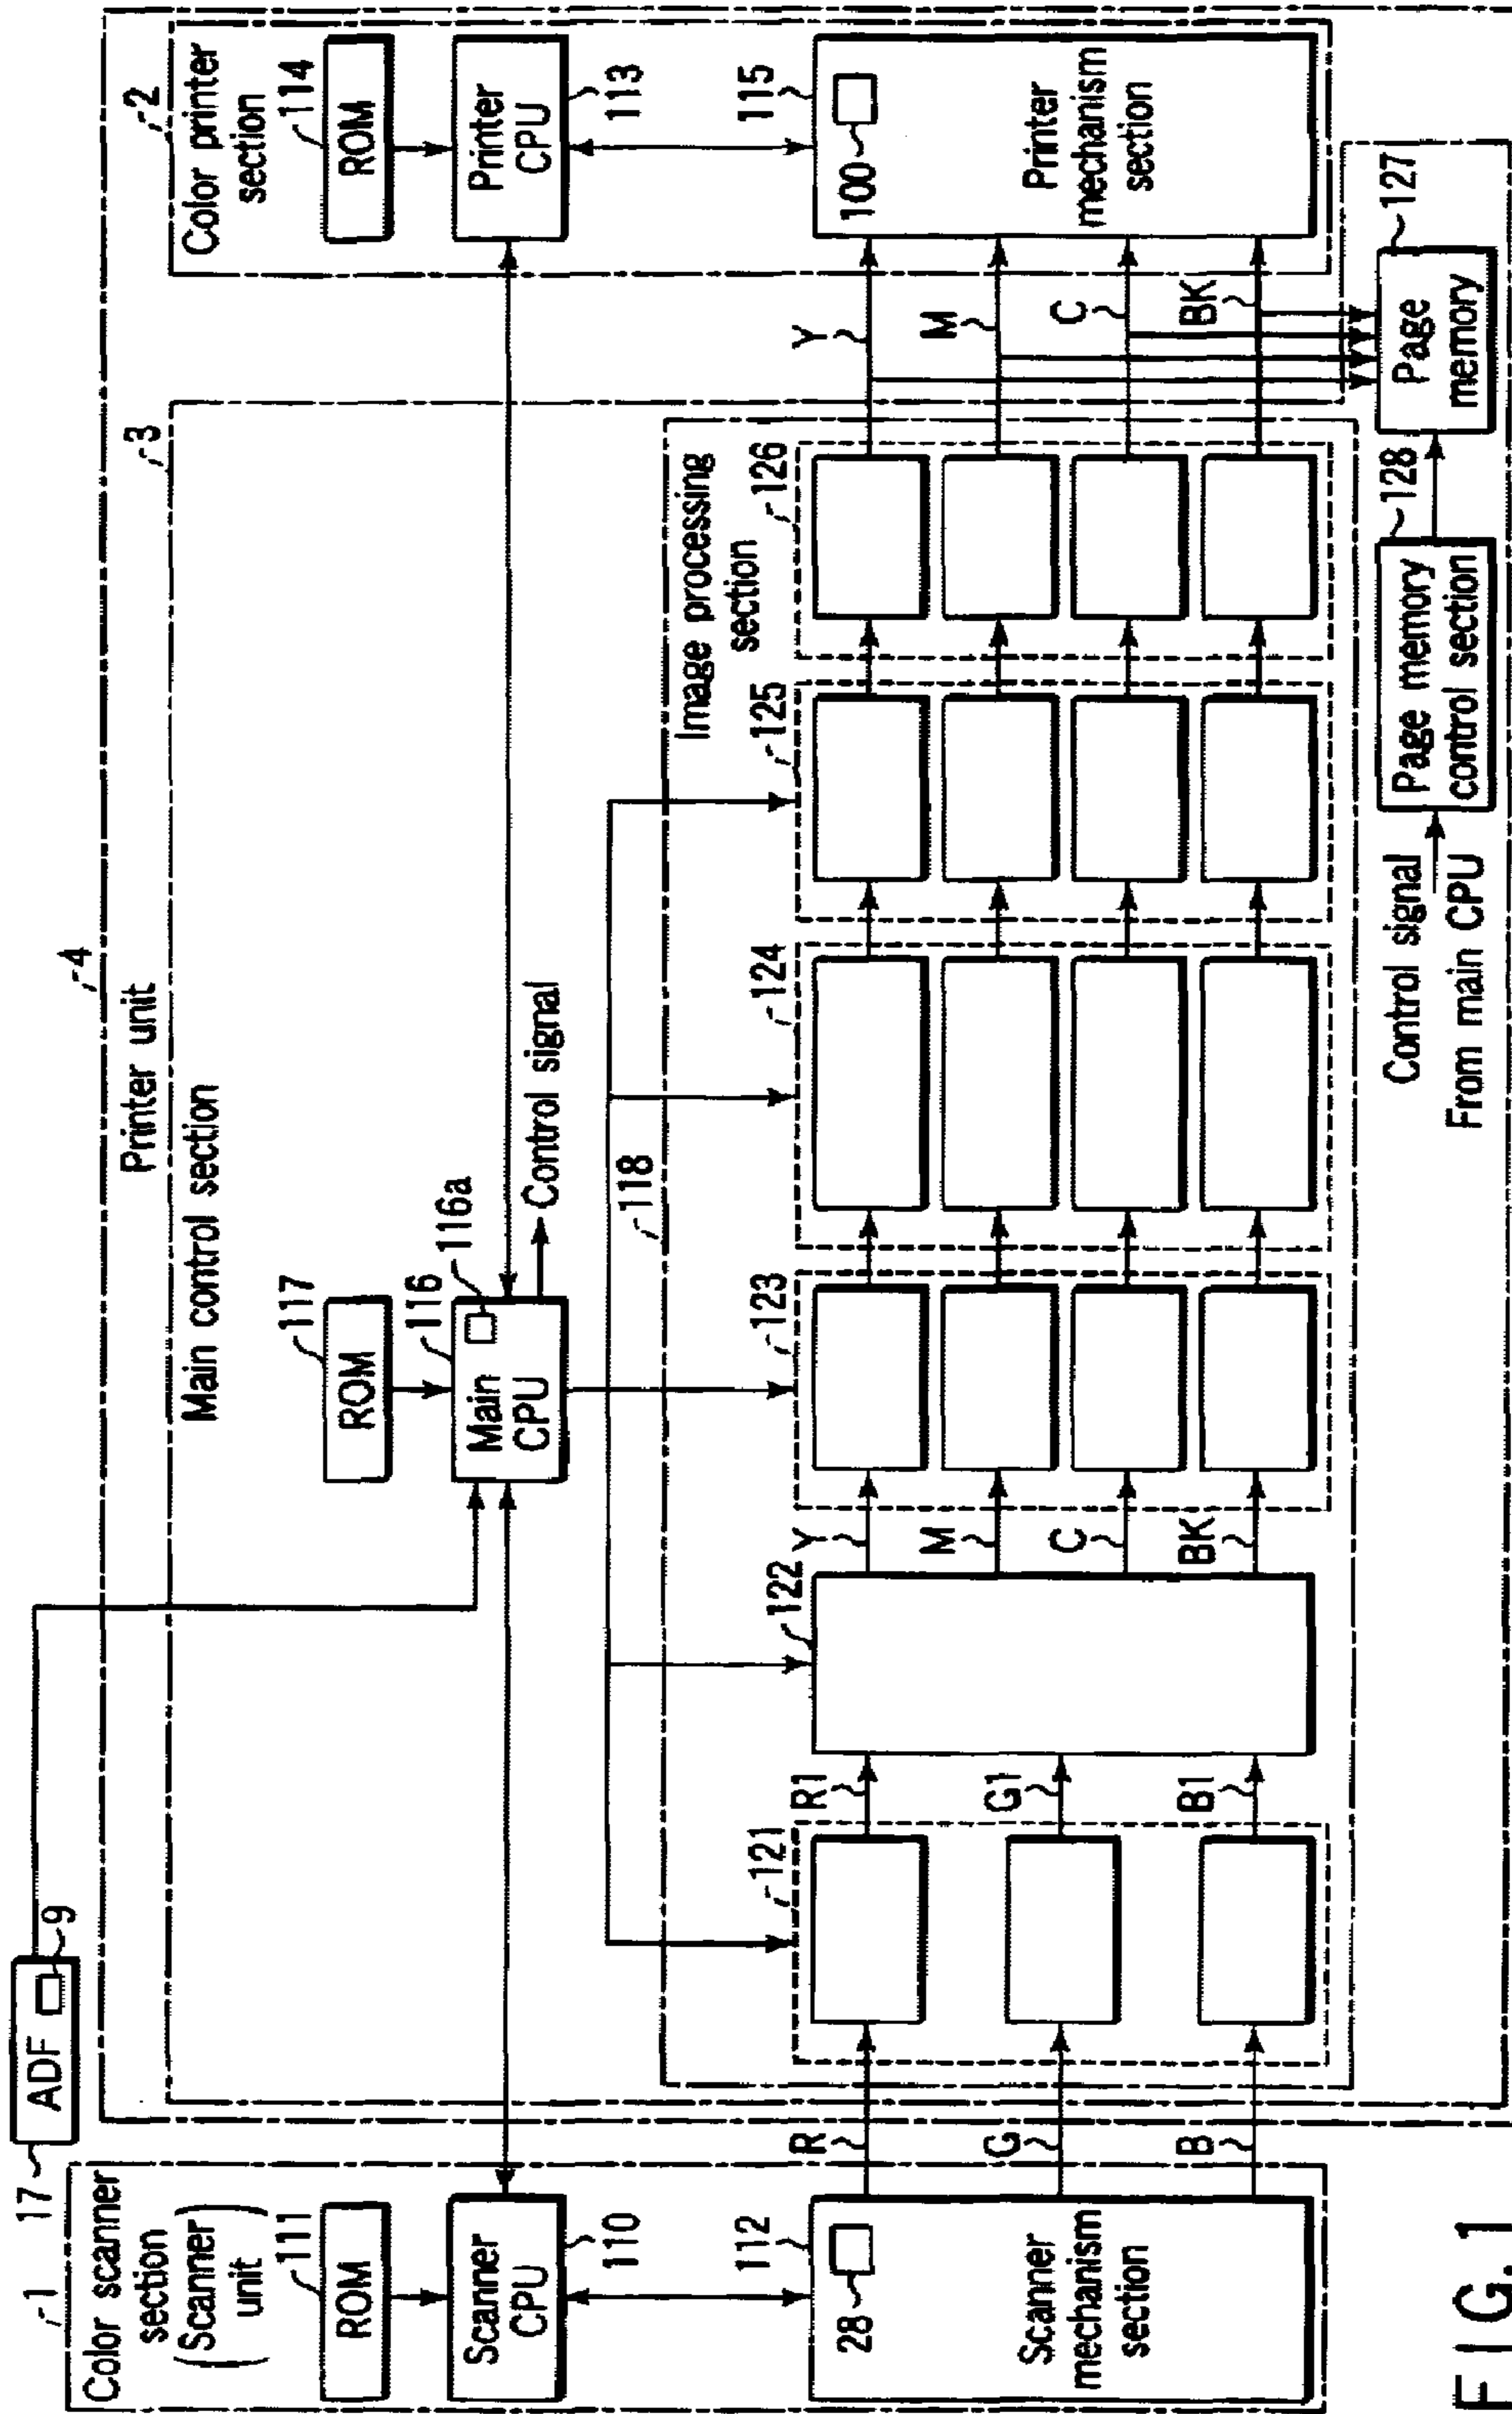 17
ADF
9
1
Color scanner
section
(Scanner
unit)
111
ROM
Scanner
CPU
110
112
28
Scanner
mechanism
section
R
G
B
4
Printer unit
3
Main control section
117
ROM
116
116a
Main
CPU
Control signal
118
Image processing
section
121
R1
G1
B1
122
Y
M
C
BK
123
124
125
126
Y
M
C
BK
2
Color printer
section
114
ROM
Printer
CPU
113
115
100
Printer
mechanism
section
Control signal
From main CPU
128
Page memory
control section
127
Page
memory
FIG. 1